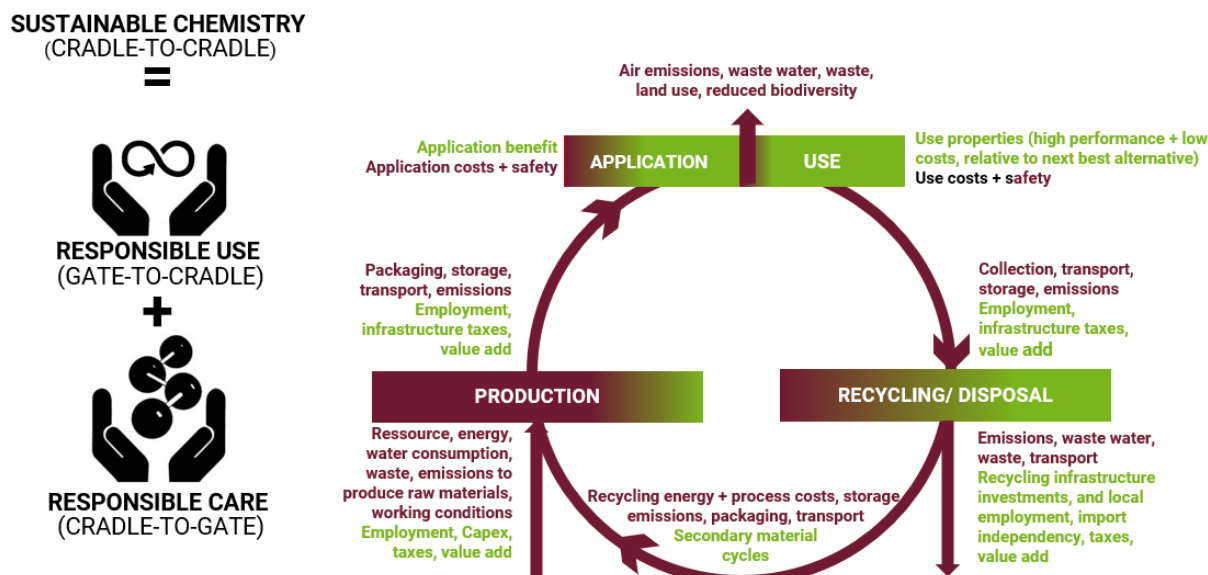 SUSTAINABLE CHEMISTRY
(CRADLE-TO-CRADLE)
=
RESPONSIBLE USE
(GATE-TO-CRADLE)
+
RESPONSIBLE CARE
(CRADLE-TO-GATE)
Air emissions, waste water, waste,
land use, reduced biodiversity
Application benefit
Application costs + safety
APPLICATION
USE
Use properties (high performance + low
costs, relative to next best alternative)
Use costs + safety
Packaging, storage,
transport, emissions
Employment,
infrastructure taxes,
value add
Collection, transport,
storage, emissions
Employment,
infrastructure taxes,
value add
PRODUCTION
RECYCLING/ DISPOSAL
Ressource, energy,
water consumption,
waste, emissions to
produce raw materials,
working conditions
Employment, Capex,
taxes, value add
Recycling energy + process costs, storage,
emissions, packaging, transport
Secondary material
cycles
Emissions, waste water,
waste, transport
Recycling infrastructure
investments, and local
employment, import
independency, taxes,
value add